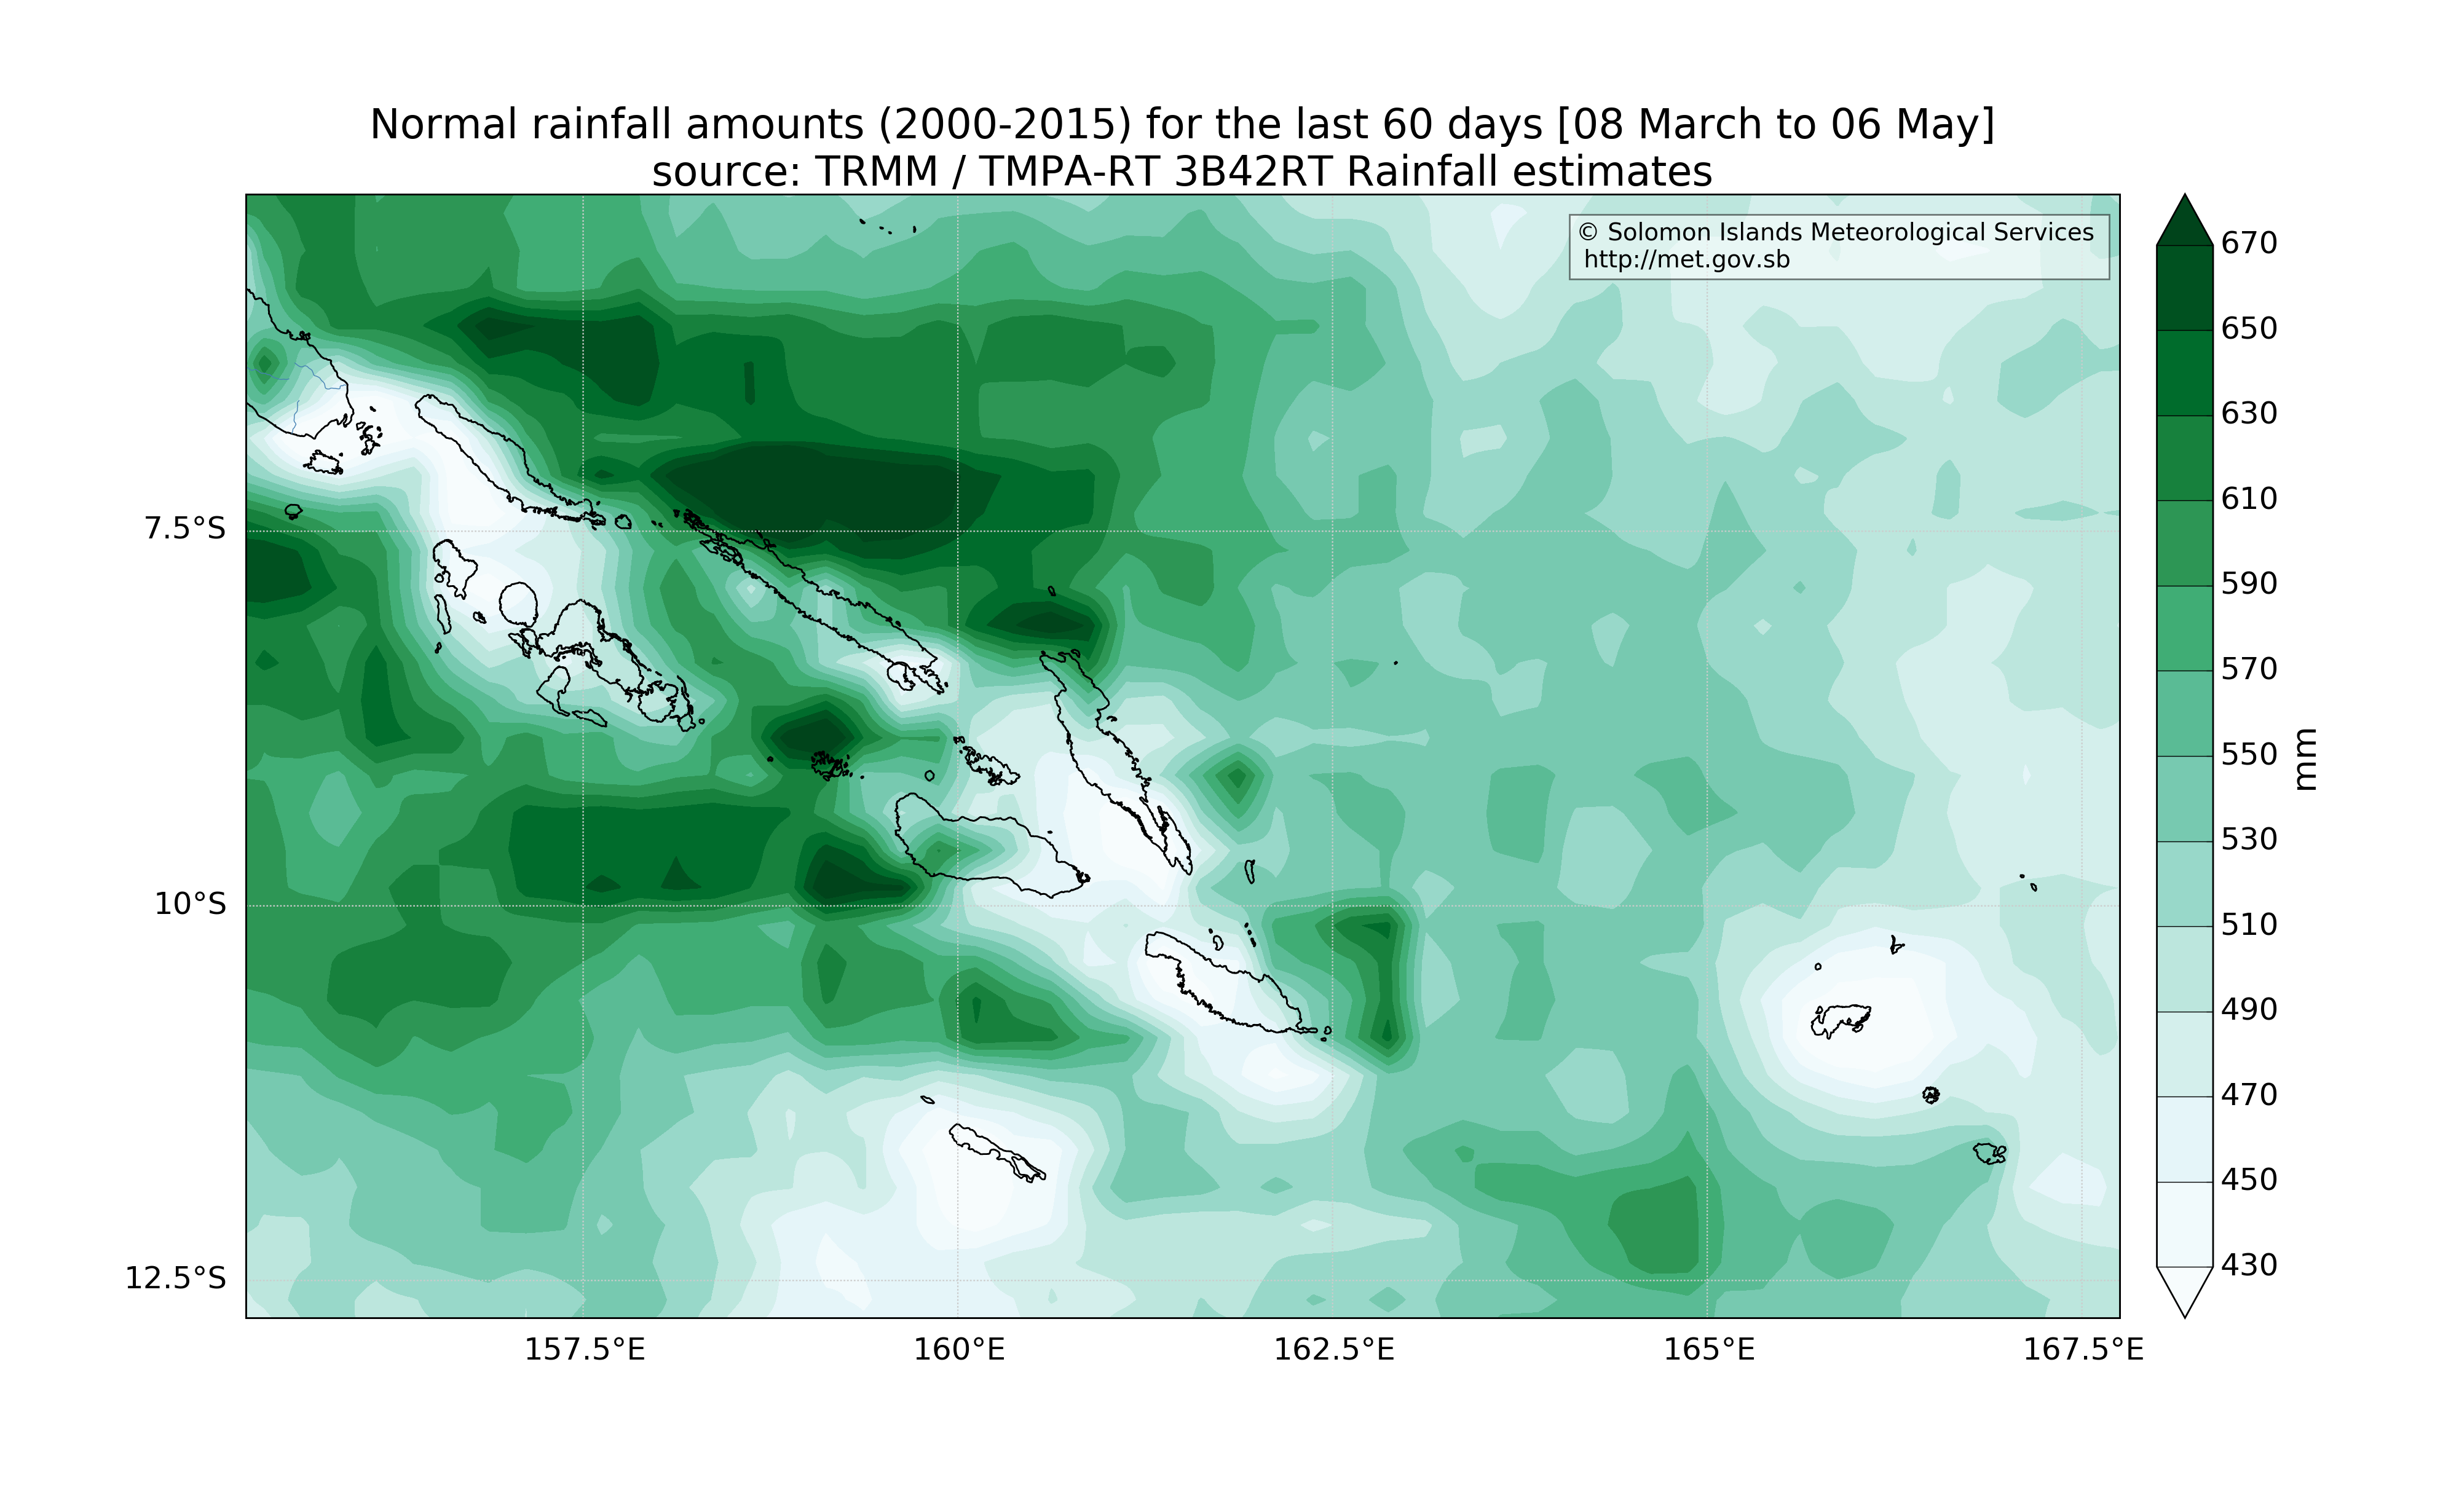 Normal rainfall amounts (2000-2015) for the last 60 days [08 March to 06 May]
source: TRMM / TMPA-RT 3B42RT Rainfall estimates
© Solomon Islands Meteorological Services
http://met.gov.sb
670
650
630
610
590
570
550
530
510
490
470
450
430
mm
7.5°S
10°S
12.5°S
157.5°E
160°E
162.5°E
165°E
167.5°E